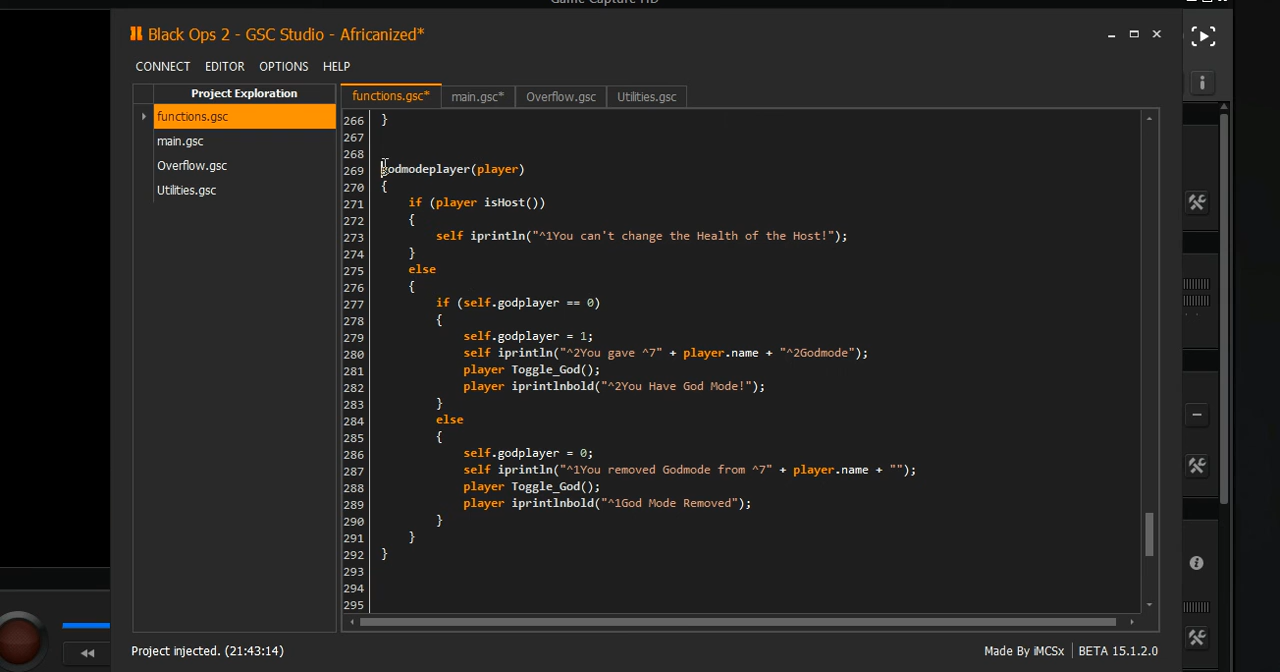 Game Capture HD
Black Ops 2 - GSC Studio - Africanized*
CONNECT EDITOR OPTIONS HELP
Project Exploration
functions.gsc
main.gsc
Overflow.gsc
Utilities.gsc
functions.gsc* main.gsc* Overflow.gsc Utilities.gsc
266 }
267
268
269 godmodeplayer(player)
270 {
271 if (player isHost())
272 {
273 self iprintln("^1You can't change the Health of the Host!");
274 }
275 else
276 {
277 if (self.godplayer == 0)
278 {
279 self.godplayer = 1;
280 self iprintln("^2You gave ^7" + player.name + "^2Godmode");
281 player Toggle_God();
282 player iprintlnbold("^2You Have God Mode!");
283 }
284 else
285 {
286 self.godplayer = 0;
287 self iprintln("^1You removed Godmode from ^7" + player.name + "");
288 player Toggle_God();
289 player iprintlnbold("^1God Mode Removed");
290 }
291 }
292 }
293
294
295
Project injected. (21:43:14)
Made By iMCSx BETA 15.1.2.0